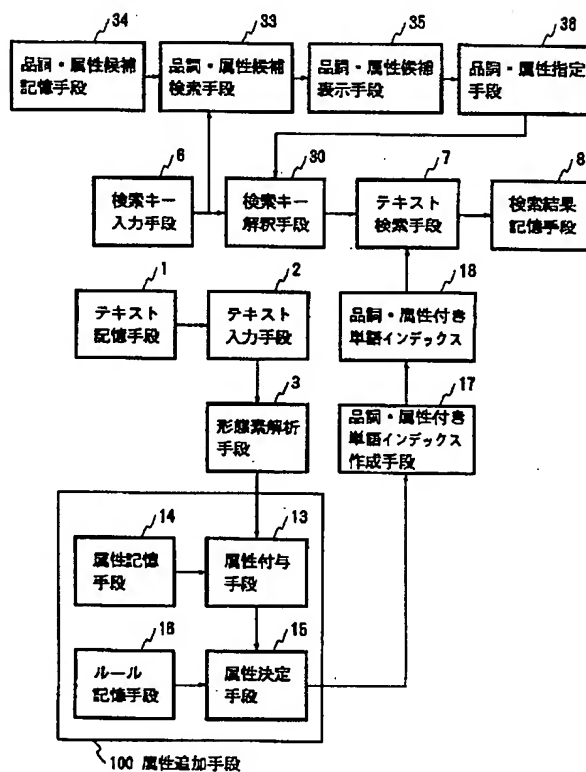 34
33
35
36
品詞・属性候補
記憶手段
品詞・属性候補
検索手段
品詞・属性候補
表示手段
品詞・属性指定
手段
6
30
7
8
検索キー
入力手段
検索キー
解釈手段
テキスト
検索手段
検索結果
記憶手段
1
2
18
テキスト
記憶手段
テキスト
入力手段
品詞・属性付き
単語インデックス
3
17
形態素解析
手段
品詞・属性付き
単語インデックス
作成手段
14
13
属性記憶
手段
属性付与
手段
16
15
ルール
記憶手段
属性決定
手段
100 属性追加手段